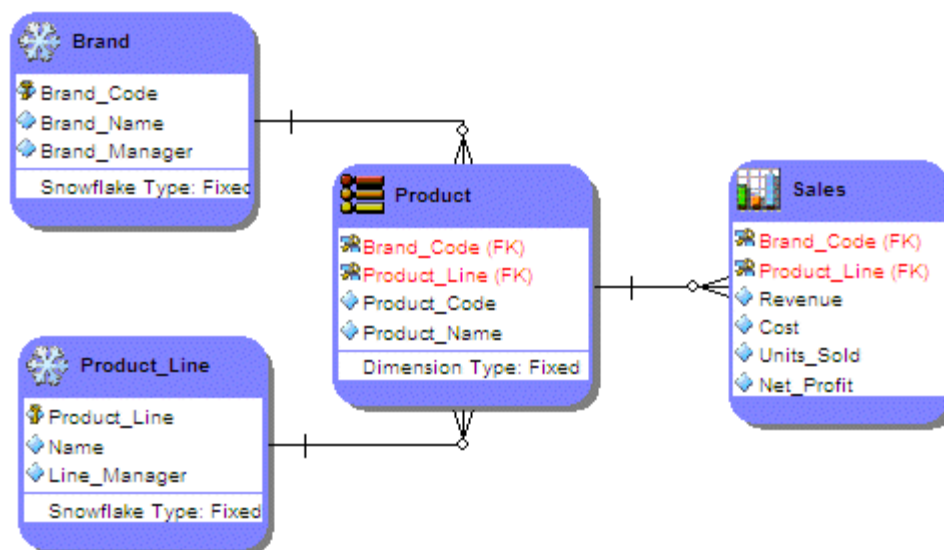 Brand
Brand_Code
Brand_Name
Brand_Manager
Snowflake Type: Fixed
Product
Brand_Code (FK)
Product_Line (FK)
Product_Code
Product_Name
Dimension Type: Fixed
Sales
Brand_Code (FK)
Product_Line (FK)
Revenue
Cost
Units_Sold
Net_Profit
Product_Line
Product_Line
Name
Line_Manager
Snowflake Type: Fixed